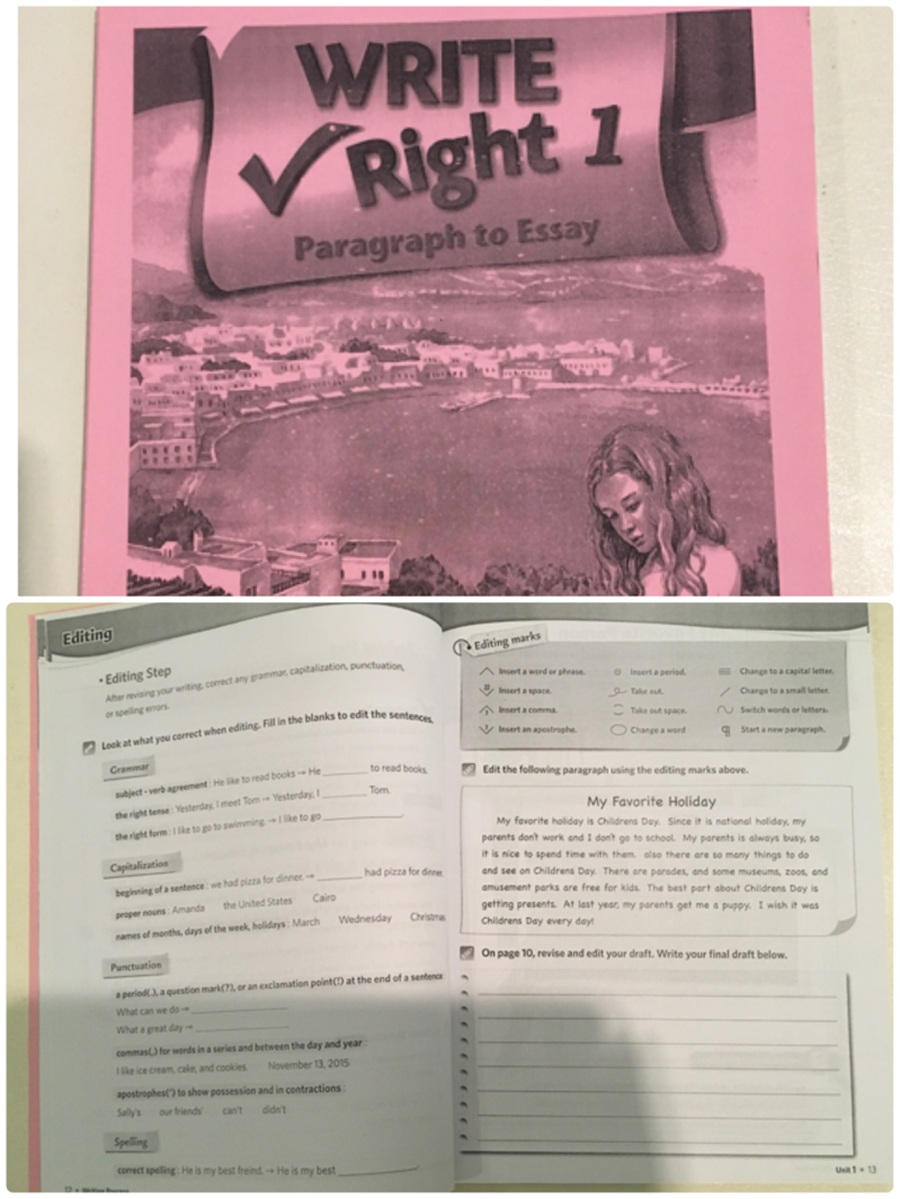 WRITE
Right 1
Paragraph to Essay
Editing
• Editing Step
After revising your writing, correct any grammar, capitalization, punctuation,
or spelling errors.
Look at what you correct when editing. Fill in the blanks to edit the sentences.
Grammar
subject - verb agreement : He like to read books → He ________ to read books.
the right tense : Yesterday, I meet Tom → Yesterday, I ________ Tom.
the right form : I like to go to swimming. → I like to go ____________.
Capitalization
beginning of a sentence : we had pizza for dinner. → ________ had pizza for dinner
proper nouns : Amanda the United States Cairo
names of months, days of the week, holidays : March Wednesday Christmas
Punctuation
a period(.), a question mark(?), or an exclamation point(!) at the end of a sentence
What can we do → ______________
What a great day → ______________
commas(,) for words in a series and between the day and year :
I like ice cream, cake, and cookies. November 13, 2015
apostrophes(') to show possession and in contractions :
Sally's our friends' can't didn't
Spelling
correct spelling : He is my best freind. → He is my best ____________.
12 • Writing Process
Editing marks
Insert a word or phrase. Insert a period. Change to a capital letter.
Insert a space. Take out. Change to a small letter.
Insert a comma. Take out space. Switch words or letters.
Insert an apostrophe. Change a word ¶ Start a new paragraph.
Edit the following paragraph using the editing marks above.
My Favorite Holiday
My favorite holiday is Childrens Day. Since it is national holiday, my
parents don't work and I don't go to school. My parents is always busy, so
it is nice to spend time with them. also there are so many things to do
and see on Childrens Day. There are parades, and some museums, zoos, and
amusement parks are free for kids. The best part about Childrens Day is
getting presents. At last year, my parents get me a puppy. I wish it was
Childrens Day every day!
On page 10, revise and edit your draft. Write your final draft below.
Unit 1 • 13